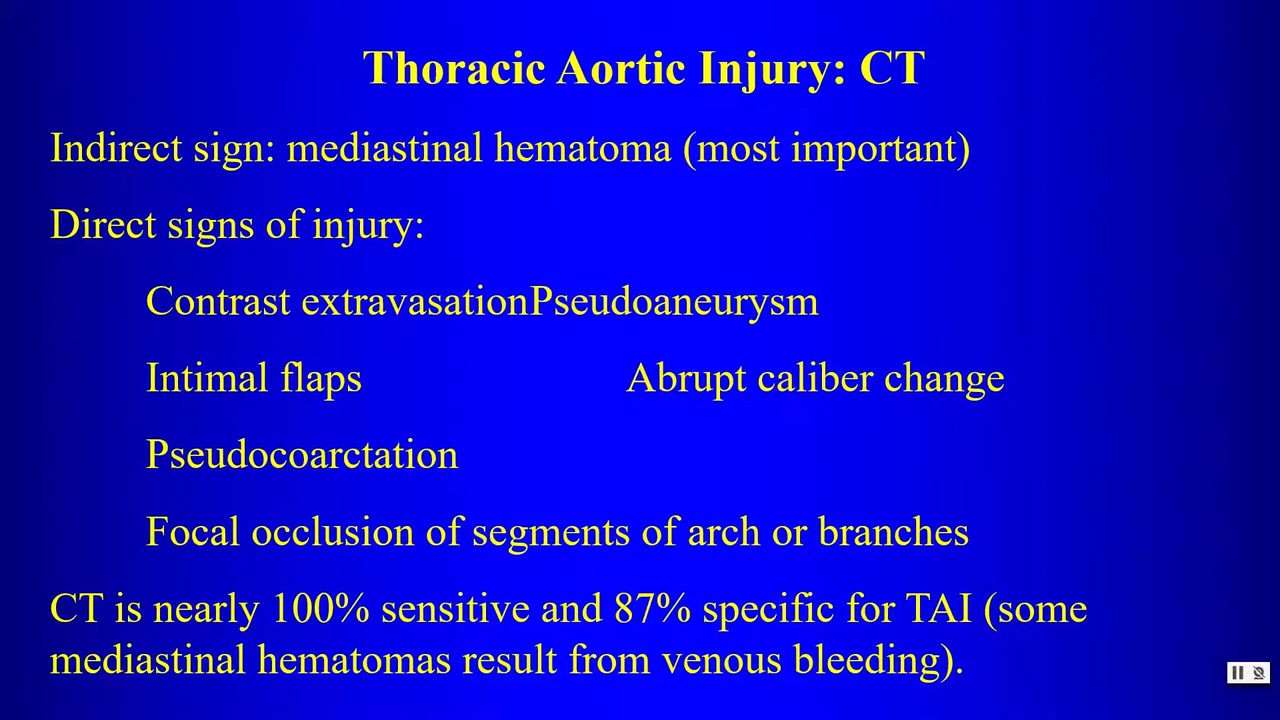 Thoracic Aortic Injury: CT
Indirect sign: mediastinal hematoma (most important)
Direct signs of injury:
Contrast extravasationPseudoaneurysm
Intimal flaps Abrupt caliber change
Pseudocoarctation
Focal occlusion of segments of arch or branches
CT is nearly 100% sensitive and 87% specific for TAI (some
mediastinal hematomas result from venous bleeding).